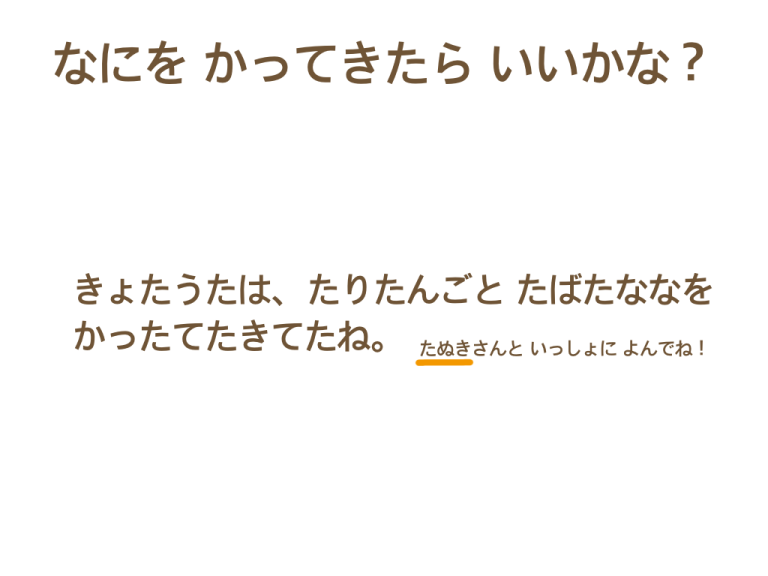 なにを かってきたら いいかな？
きょたうたは、たりたんごと たばたななを
かったてたきてたね。
たぬきさんと いっしょに よんでね！